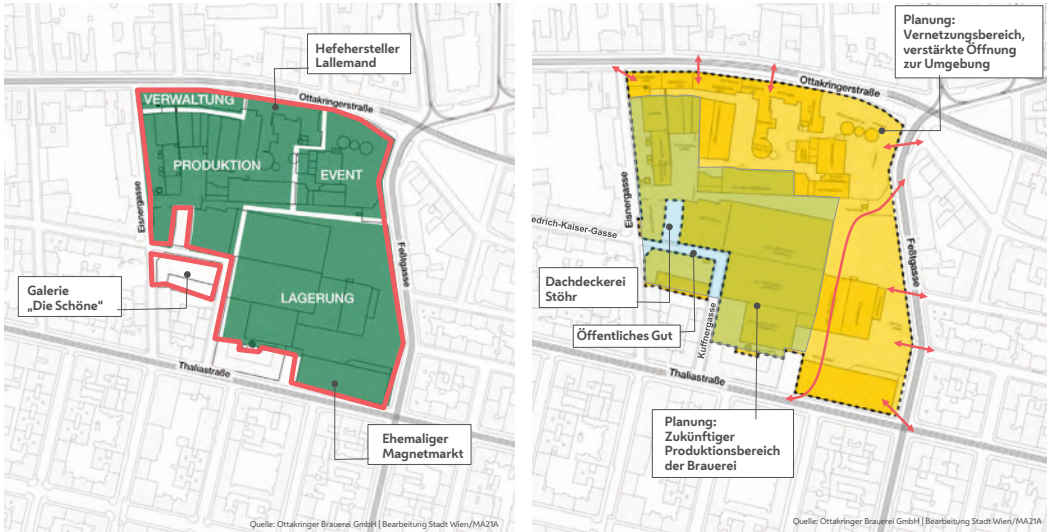 Hefehersteller
Lallemand
Ottakringerstraße
VERWALTUNG
PRODUKTION
EVENT
Eisnergasse
Feßtgasse
Galerie
„Die Schöne“
LAGERUNG
Thaliastraße
Ehemaliger
Magnetmarkt
Quelle: Ottakringer Brauerei GmbH | Bearbeitung Stadt Wien/MA21A
Planung:
Vernetzungsbereich,
verstärkte Öffnung
zur Umgebung
Ottakringerstraße
Eisnergasse
edrich-Kaiser-Gasse
Feßtgasse
Dachdeckerei
Stöhr
Öffentliches Gut
Kuffnergasse
Thaliastraße
Planung:
Zukünftiger
Produktionsbereich
der Brauerei
Quelle: Ottakringer Brauerei GmbH | Bearbeitung Stadt Wien/MA21A